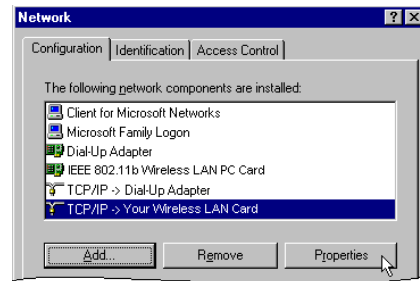 Network
Configuration Identification Access Control
The following network components are installed:
Client for Microsoft Networks
Microsoft Family Logon
Dial-Up Adapter
IEEE 802.11b Wireless LAN PC Card
TCP/IP -> Dial-Up Adapter
TCP/IP -> Your Wireless LAN Card
Add... Remove Properties